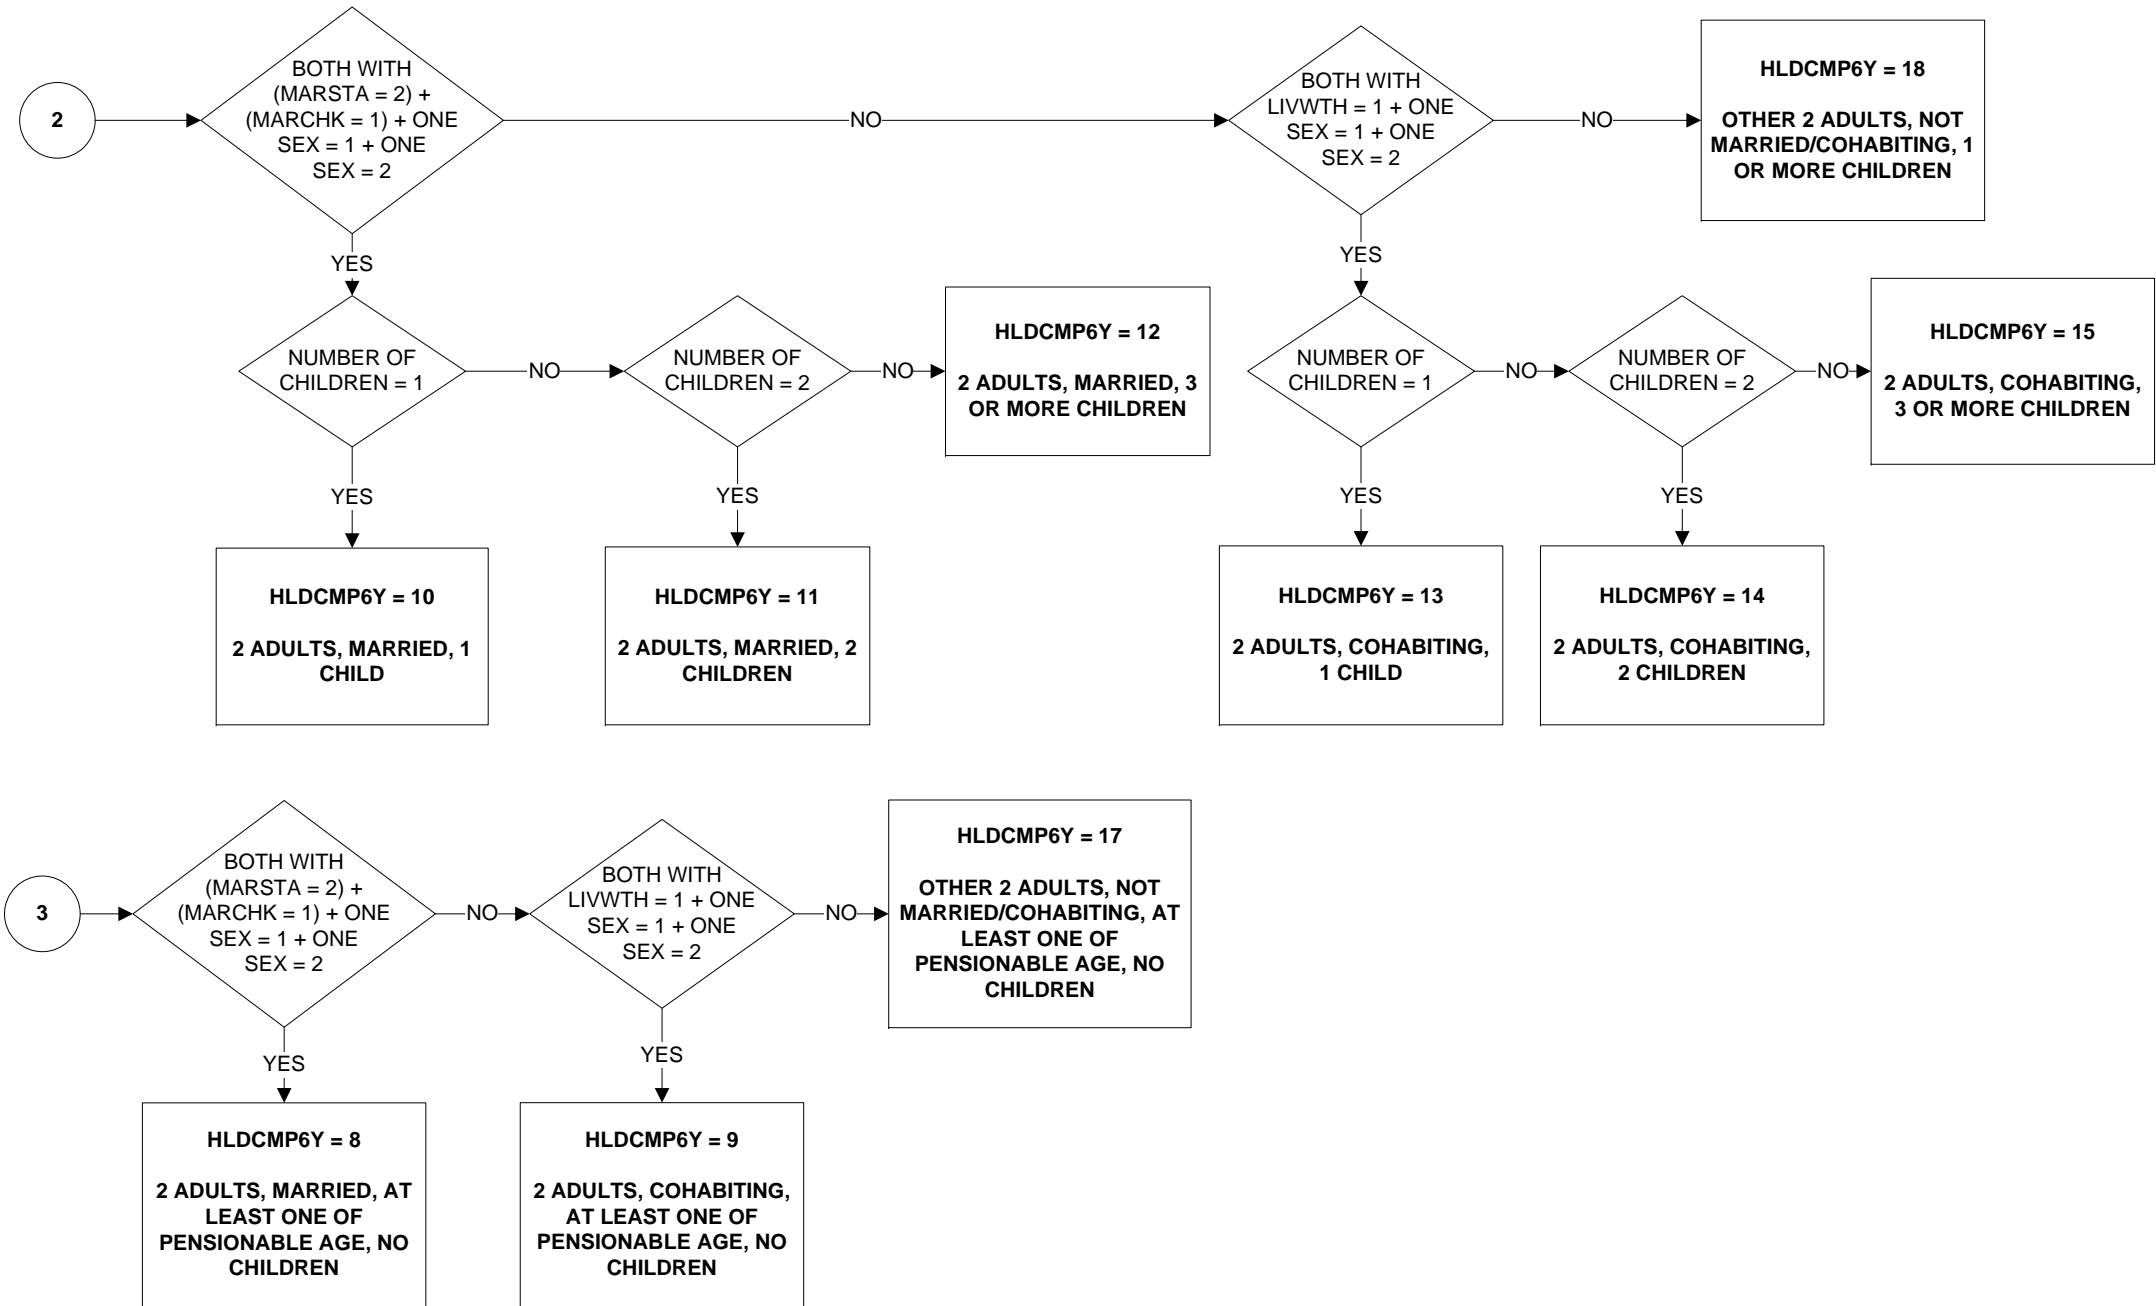 2
BOTH WITH
(MARSTA = 2) +
(MARCHK = 1) + ONE
SEX = 1 + ONE
SEX = 2
NO
BOTH WITH
LIVWTH = 1 + ONE
SEX = 1 + ONE
SEX = 2
NO
HLDCMP6Y = 18
OTHER 2 ADULTS, NOT
MARRIED/COHABITING, 1
OR MORE CHILDREN
YES
YES
NUMBER OF
CHILDREN = 1
NO
NUMBER OF
CHILDREN = 2
NO
HLDCMP6Y = 12
2 ADULTS, MARRIED, 3
OR MORE CHILDREN
NUMBER OF
CHILDREN = 1
NO
NUMBER OF
CHILDREN = 2
NO
HLDCMP6Y = 15
2 ADULTS, COHABITING,
3 OR MORE CHILDREN
YES
YES
YES
YES
HLDCMP6Y = 10
2 ADULTS, MARRIED, 1
CHILD
HLDCMP6Y = 11
2 ADULTS, MARRIED, 2
CHILDREN
HLDCMP6Y = 13
2 ADULTS, COHABITING,
1 CHILD
HLDCMP6Y = 14
2 ADULTS, COHABITING,
2 CHILDREN
3
BOTH WITH
(MARSTA = 2) +
(MARCHK = 1) + ONE
SEX = 1 + ONE
SEX = 2
NO
BOTH WITH
LIVWTH = 1 + ONE
SEX = 1 + ONE
SEX = 2
NO
HLDCMP6Y = 17
OTHER 2 ADULTS, NOT
MARRIED/COHABITING, AT
LEAST ONE OF
PENSIONABLE AGE, NO
CHILDREN
YES
YES
HLDCMP6Y = 8
2 ADULTS, MARRIED, AT
LEAST ONE OF
PENSIONABLE AGE, NO
CHILDREN
HLDCMP6Y = 9
2 ADULTS, COHABITING,
AT LEAST ONE OF
PENSIONABLE AGE, NO
CHILDREN